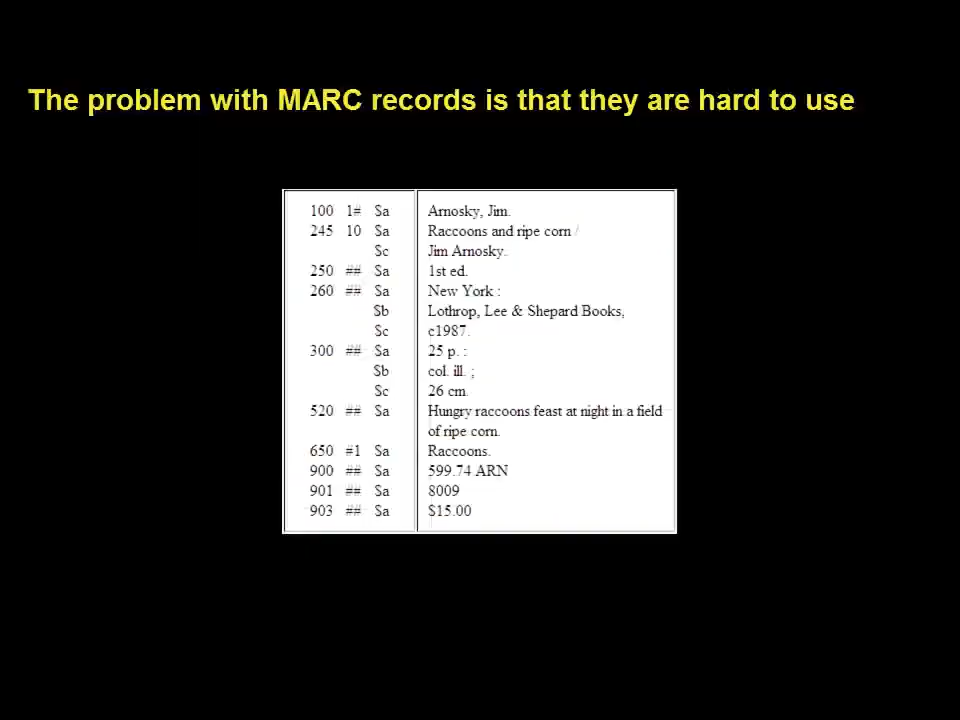 The problem with MARC records is that they are hard to use
100 1# $a Arnosky, Jim.
245 10 $a Raccoons and ripe corn /
$c Jim Arnosky.
250 ## $a 1st ed.
260 ## $a New York :
$b Lothrop, Lee & Shepard Books,
$c c1987.
300 ## $a 25 p. :
$b col. ill. ;
$c 26 cm.
520 ## $a Hungry raccoons feast at night in a field
of ripe corn.
650 #1 $a Raccoons.
900 ## $a 599.74 ARN
901 ## $a 8009
903 ## $a $15.00